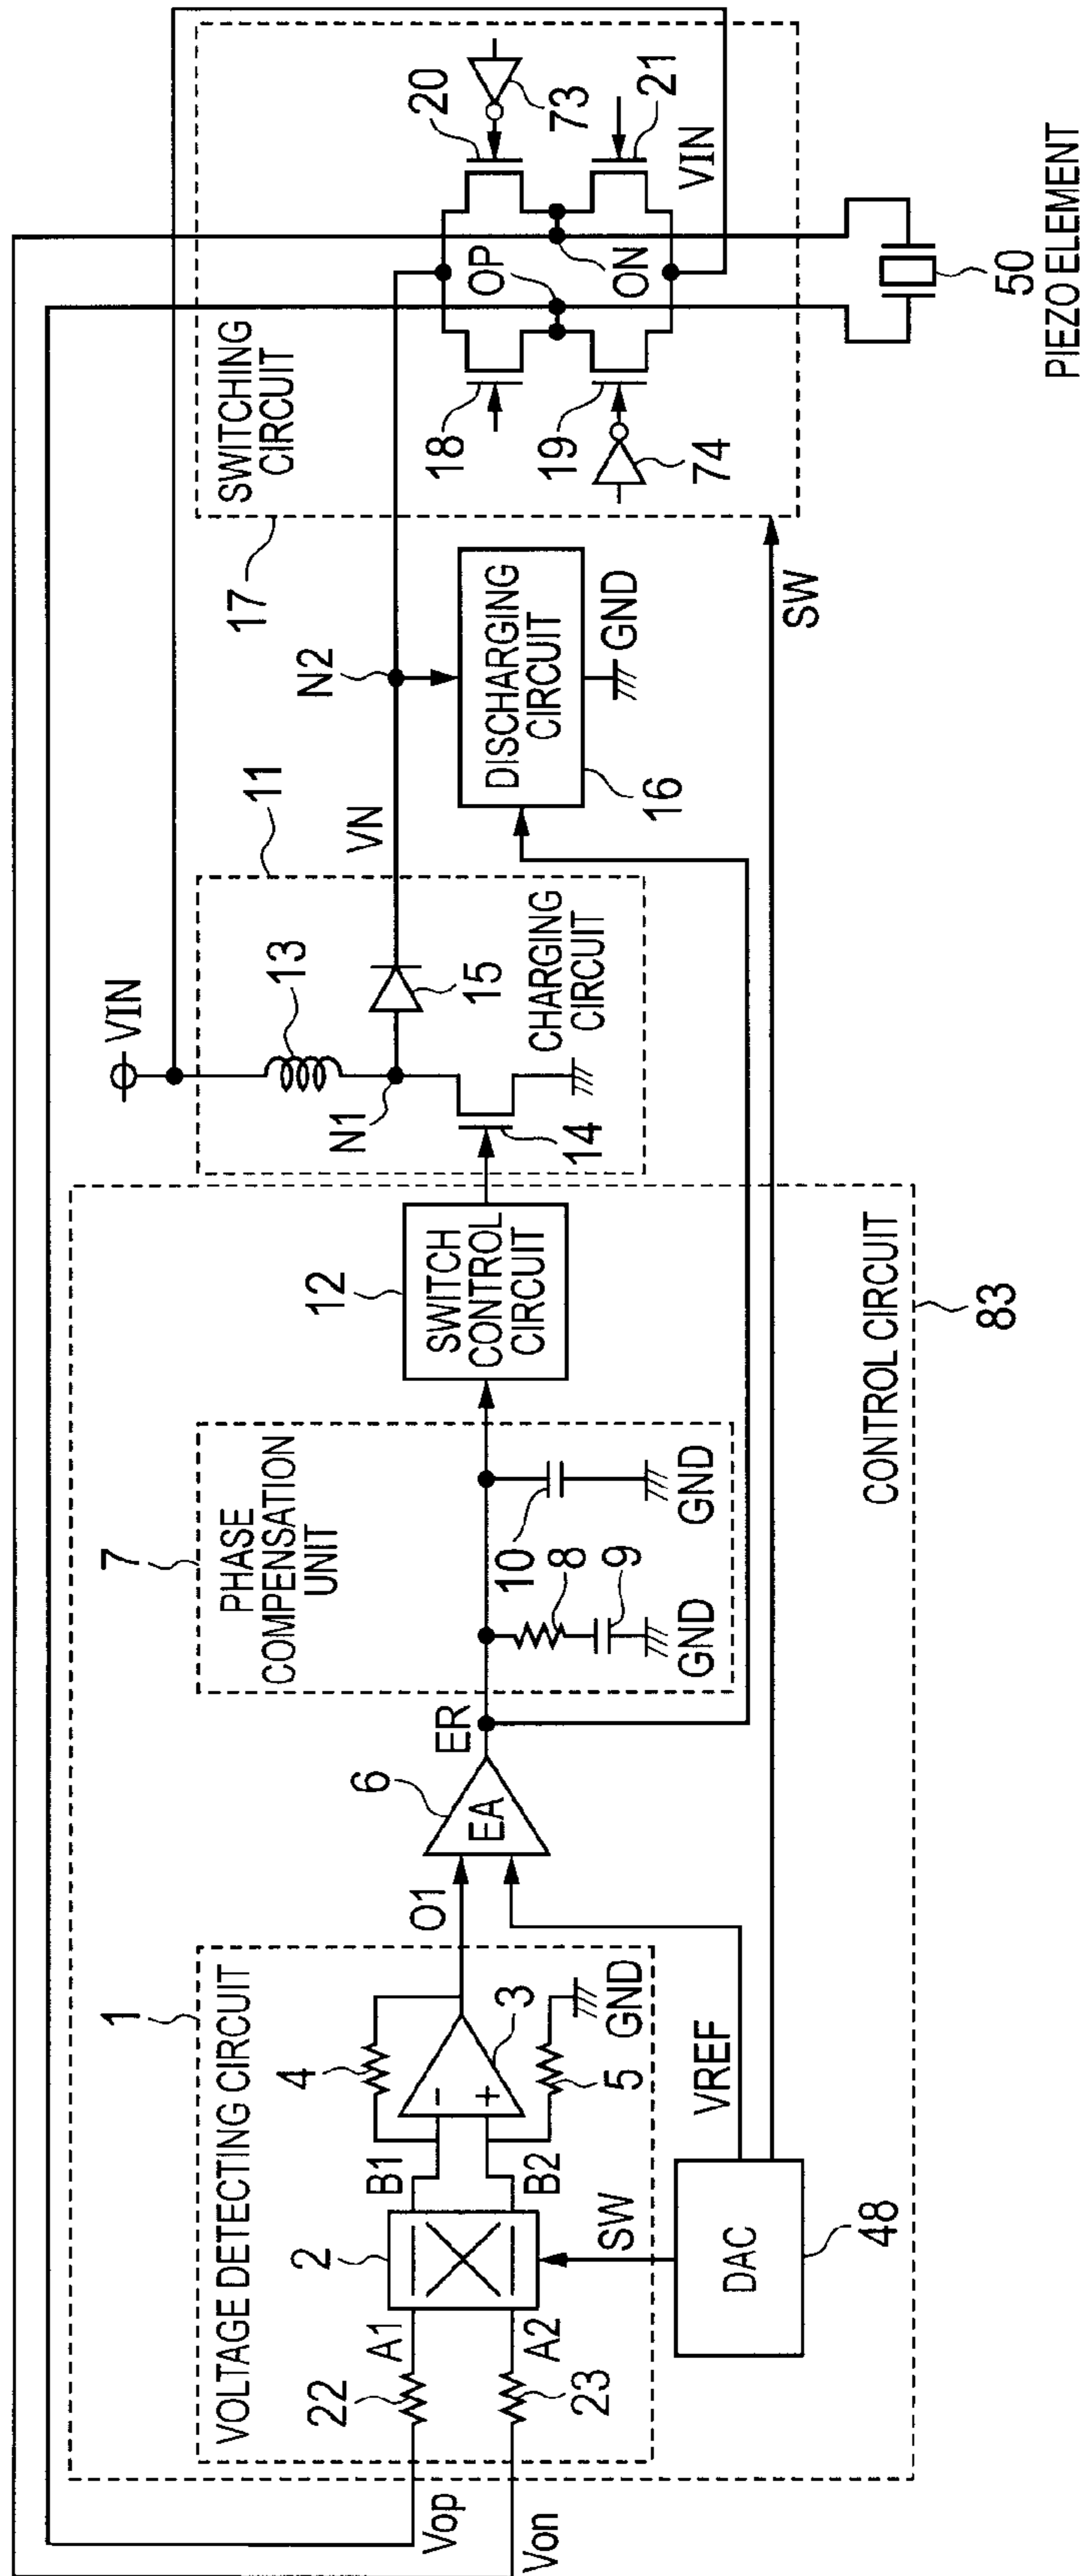 1
VOLTAGE DETECTING CIRCUIT
Vop
Von
22
23
A1
A2
2
B1
B2
4
3
5
GND
SW
DAC
48
VREF
O1
6
EA
ER
7
PHASE
COMPENSATION
UNIT
10
8
9
GND
GND
12
SWITCH
CONTROL
CIRCUIT
CONTROL CIRCUIT
83
VIN
13
N1
14
15
11
CHARGING
CIRCUIT
VN
N2
DISCHARGING
CIRCUIT
16
GND
SW
17
SWITCHING
CIRCUIT
18
19
74
OP
ON
20
73
21
VIN
50
PIEZO ELEMENT